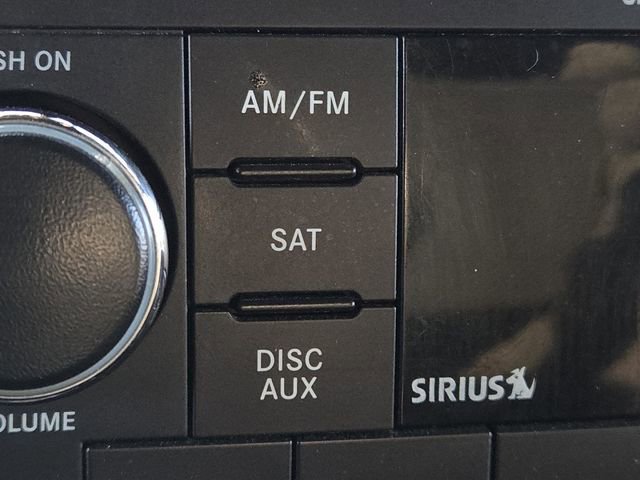 SH ON
AM/FM
SAT
DISC
AUX
SIRIUS
OLUME